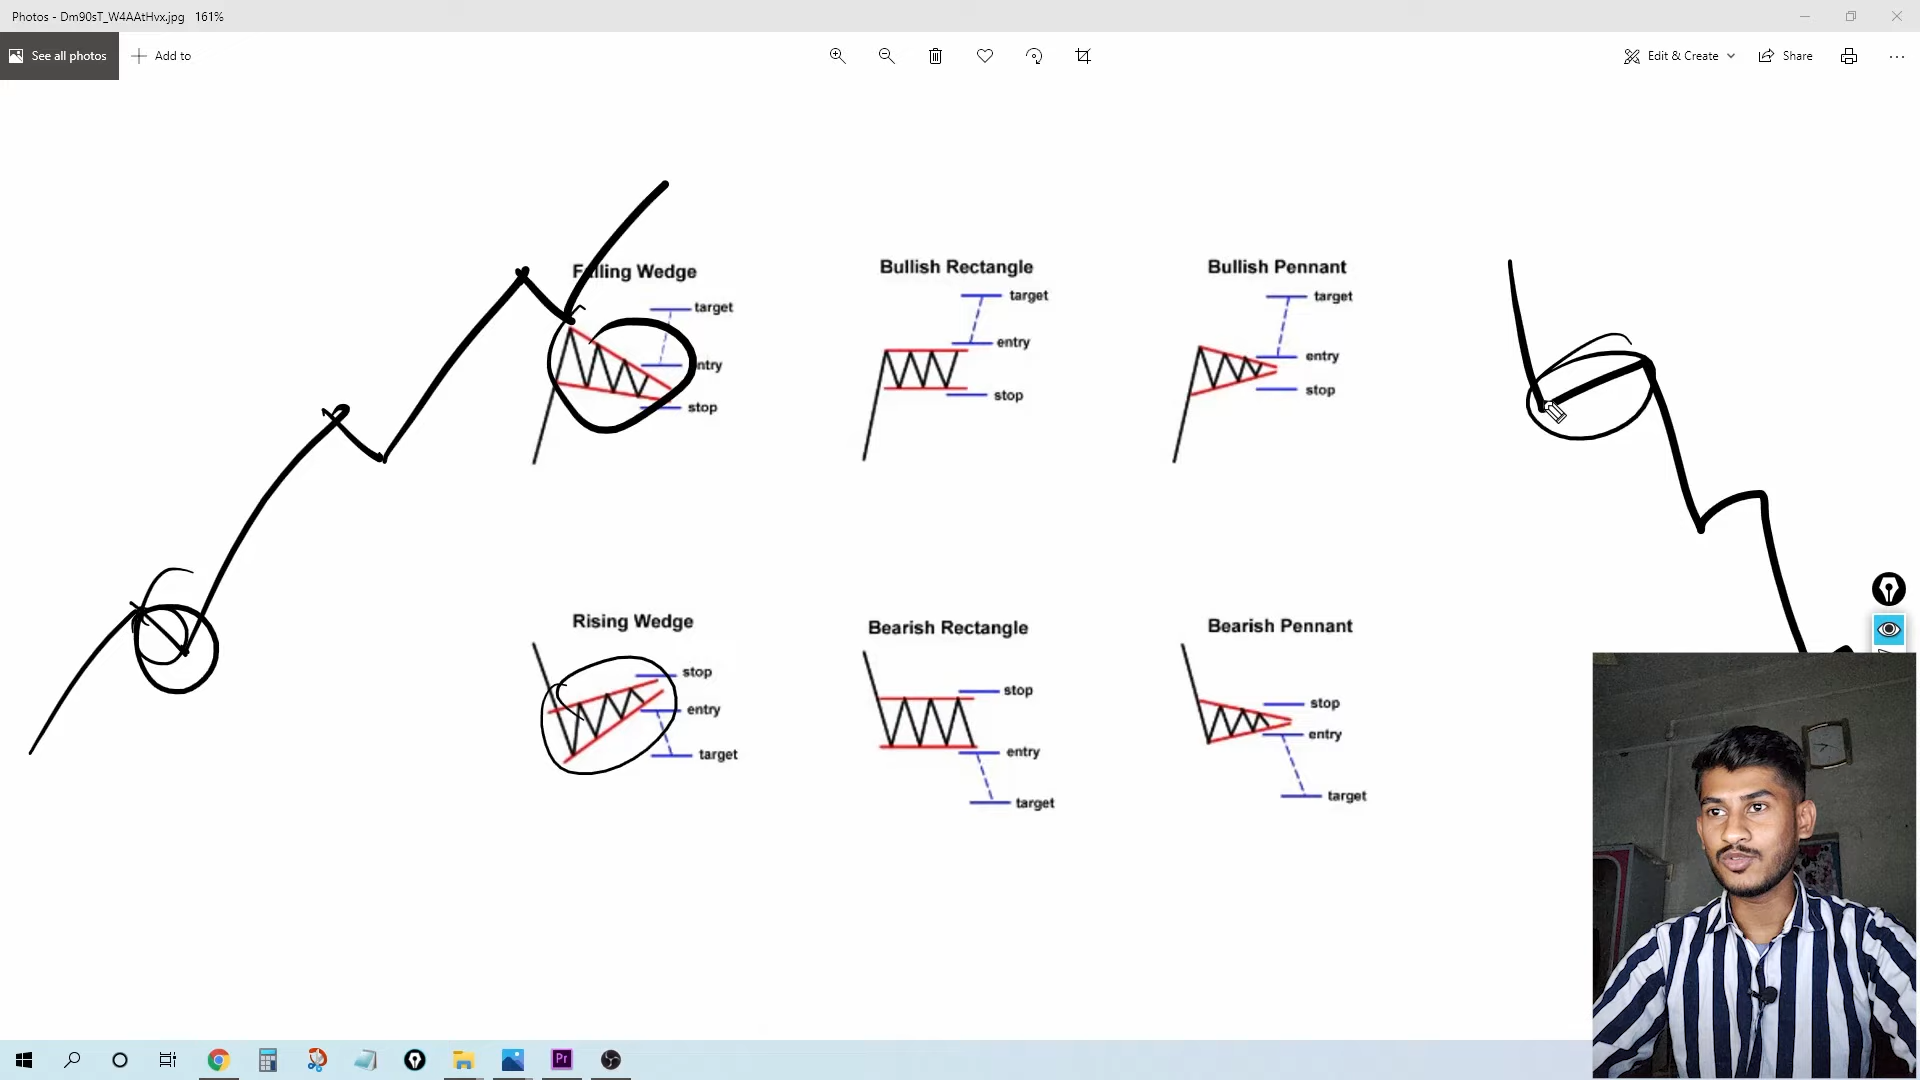 Photos - Dm90sT_W4AAtHvx.jpg 161%
See all photos
Add to
Edit & Create
Share
Falling Wedge
target
entry
stop
Bullish Rectangle
target
entry
stop
Bullish Pennant
target
entry
stop
Rising Wedge
stop
entry
target
Bearish Rectangle
stop
entry
target
Bearish Pennant
stop
entry
target
Pr